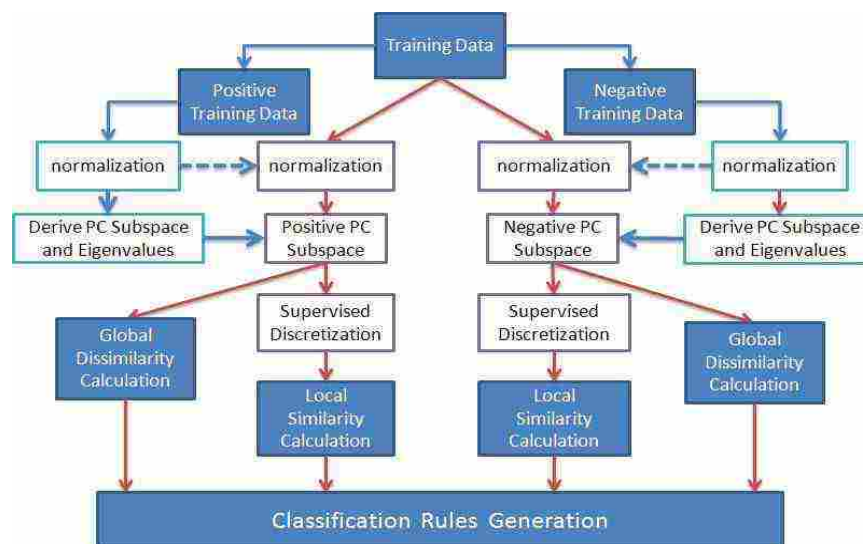 Training Data
Positive
Training Data
Negative
Training Data
normalization
normalization
normalization
normalization
Derive PC Subspace
and Eigenvalues
Positive PC
Subspace
Negative PC
Subspace
Derive PC Subspace
and Eigenvalues
Global
Dissimilarity
Calculation
Supervised
Discretization
Supervised
Discretization
Global
Dissimilarity
Calculation
Local
Similarity
Calculation
Local
Similarity
Calculation
Classification Rules Generation